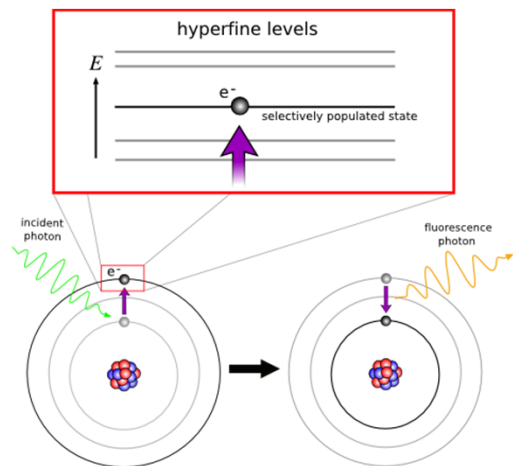 hyperfine levels
E
e-
selectively populated state
incident
photon
fluorescence
photon
e-